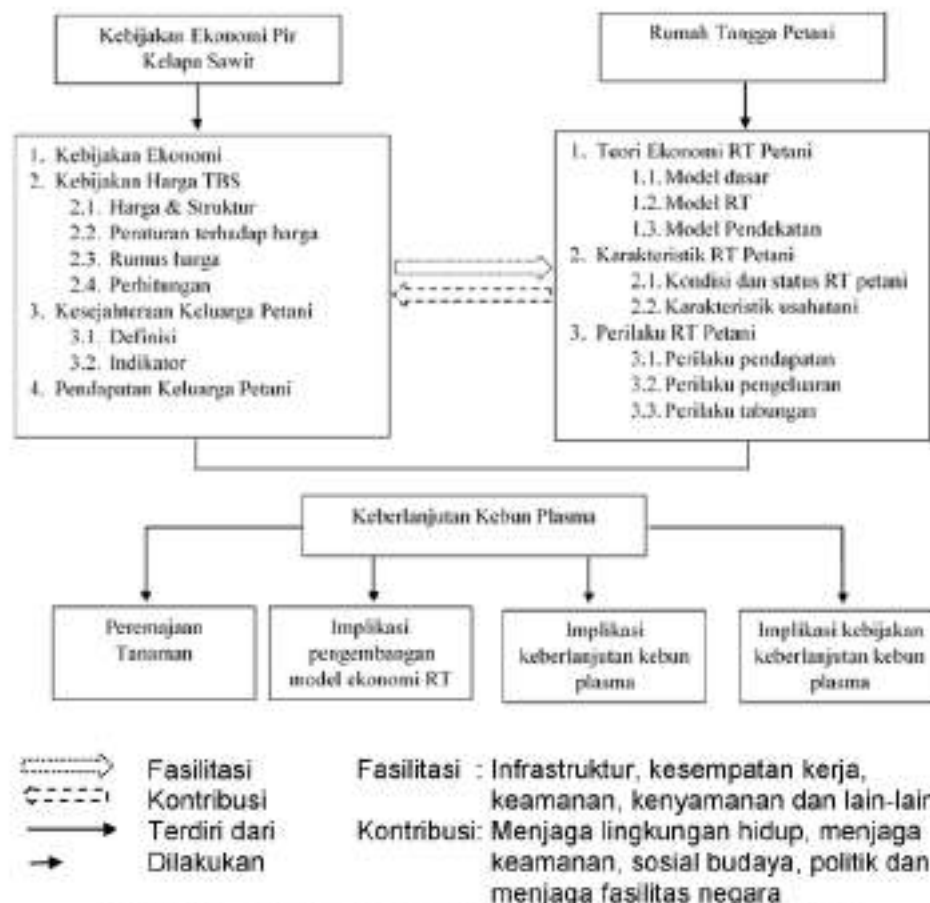 Kebijakan Ekonomi Pir
Kelapa Sawit
Rumah Tangga Petani
1. Kebijakan Ekonomi
2. Kebijakan Harga TBS
2.1. Harga & Struktur
2.2. Peraturan terhadap harga
2.3. Rumus harga
2.4. Perhitungan
3. Kesejahteraan Keluarga Petani
3.1. Definisi
3.2. Indikator
4. Pendapatan Keluarga Petani
1. Teori Ekonomi RT Petani
1.1. Model dasar
1.2. Model RT
1.3. Model Pendekatan
2. Karakteristik RT Petani
2.1. Kondisi dan status RT petani
2.2. Karakteristik usahatani
3. Perilaku RT Petani
3.1. Perilaku pendapatan
3.2. Perilaku pengeluaran
3.3. Perilaku tabungan
Keberlanjutan Kebun Plasma
Peremajaan
Tanaman
Implikasi
pengembangan
model ekonomi RT
Implikasi
keberlanjutan kebun
plasma
Implikasi kebijakan
keberlanjutan kebun
plasma
Fasilitasi
Kontribusi
Terdiri dari
Dilakukan
Fasilitasi : Infrastruktur, kesempatan kerja,
keamanan, kenyamanan dan lain-lain
Kontribusi: Menjaga lingkungan hidup, menjaga
keamanan, sosial budaya, politik dan
menjaga fasilitas negara